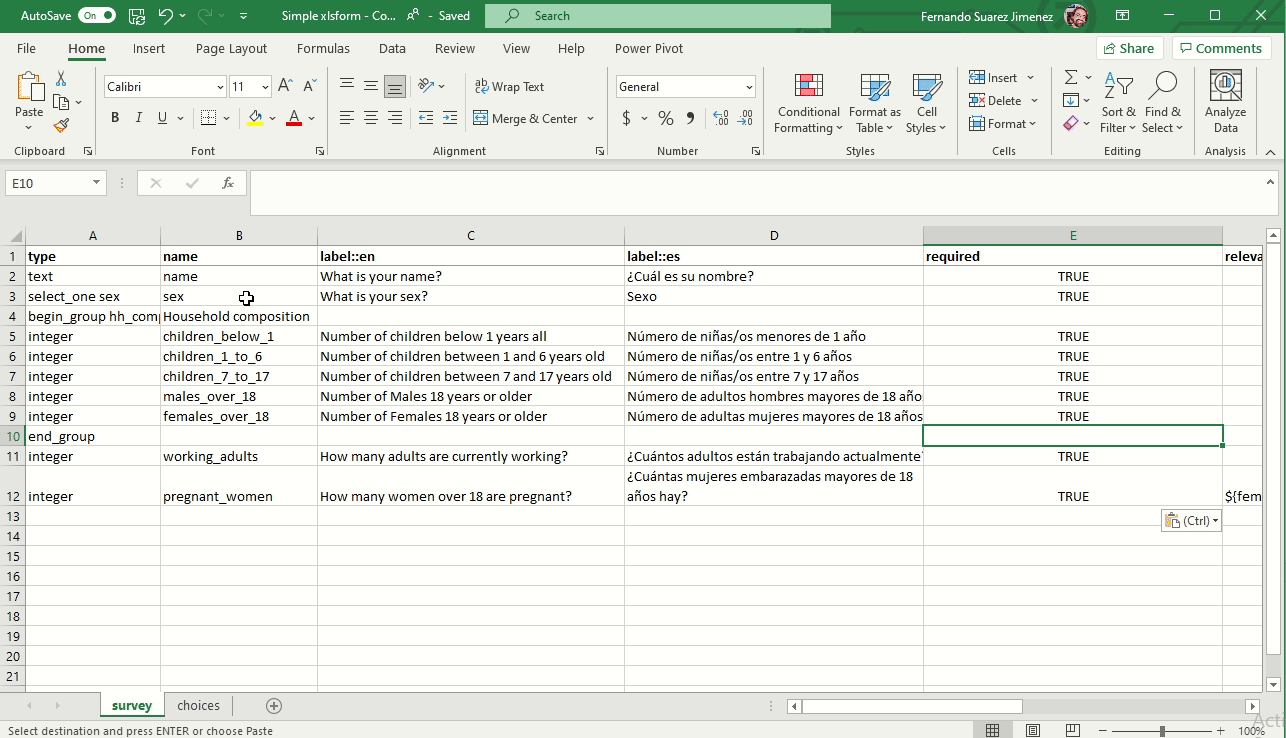 AutoSave On Simple xlsform - Co... - Saved Search Fernando Suarez Jimenez
File Home Insert Page Layout Formulas Data Review View Help Power Pivot Share Comments
Paste
Calibri 11
B I U
Wrap Text
Merge & Center
General
$ % 9
Conditional Formatting
Format as Table
Cell Styles
Insert
Delete
Format
Sort & Filter
Find & Select
Analyze Data
Clipboard Font Alignment Number Styles Cells Editing Analysis
E10 fx
A B C D E
1 type name label::en label::es required releva
2 text name What is your name? ¿Cuál es su nombre? TRUE
3 select_one sex sex What is your sex? Sexo TRUE
4 begin_group hh_com Household composition
5 integer children_below_1 Number of children below 1 years all Número de niñas/os menores de 1 año TRUE
6 integer children_1_to_6 Number of children between 1 and 6 years old Número de niñas/os entre 1 y 6 años TRUE
7 integer children_7_to_17 Number of children between 7 and 17 years old Número de niñas/os entre 7 y 17 años TRUE
8 integer males_over_18 Number of Males 18 years or older Número de adultos hombres mayores de 18 año TRUE
9 integer females_over_18 Number of Females 18 years or older Número de adultas mujeres mayores de 18 años TRUE
10 end_group
11 integer working_adults How many adults are currently working? ¿Cuántos adultos están trabajando actualmente TRUE
12 integer pregnant_women How many women over 18 are pregnant? ¿Cuántas mujeres embarazadas mayores de 18 años hay? TRUE ${fem
13 (Ctrl)
14
15
16
17
18
19
20
21
survey choices
Select destination and press ENTER or choose Paste 100%
Acti